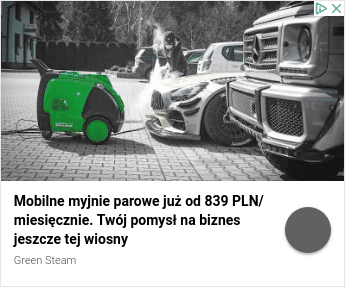 Mobilne myjnie parowe już od 839 PLN/
miesięcznie. Twój pomysł na biznes
jeszcze tej wiosny
Green Steam